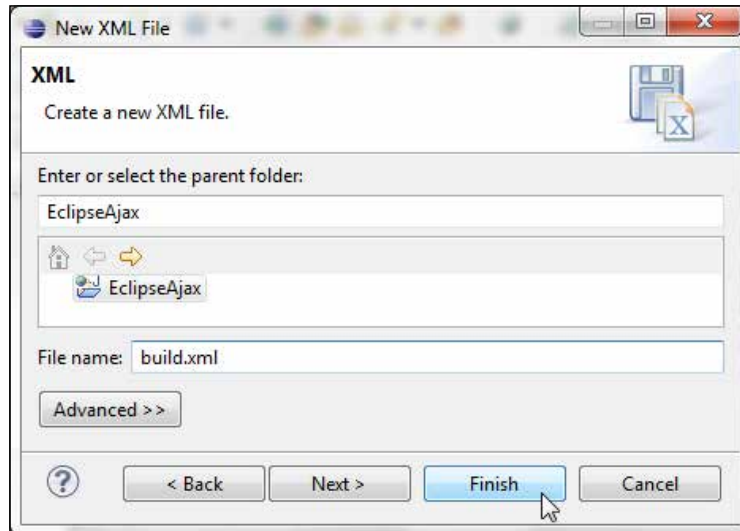 New XML File
XML
Create a new XML file.
X
Enter or select the parent folder:
EclipseAjax
EclipseAjax
File name: build.xml
Advanced >>
? < Back Next > Finish Cancel